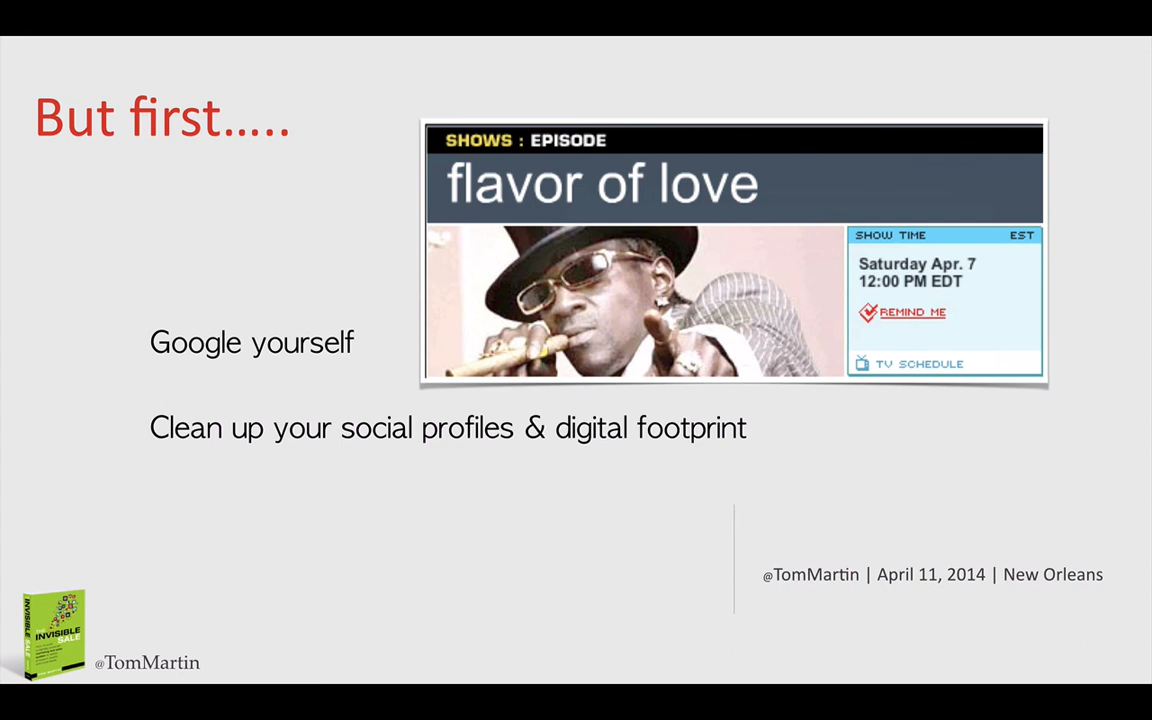 But first.....
SHOWS : EPISODE
flavor of love
SHOW TIME EST
Saturday Apr. 7
12:00 PM EDT
REMIND ME
TV SCHEDULE
Google yourself
Clean up your social profiles & digital footprint
@TomMartin | April 11, 2014 | New Orleans
INVISIBLE SALE
INVISIBLE
SALE
@TomMartin